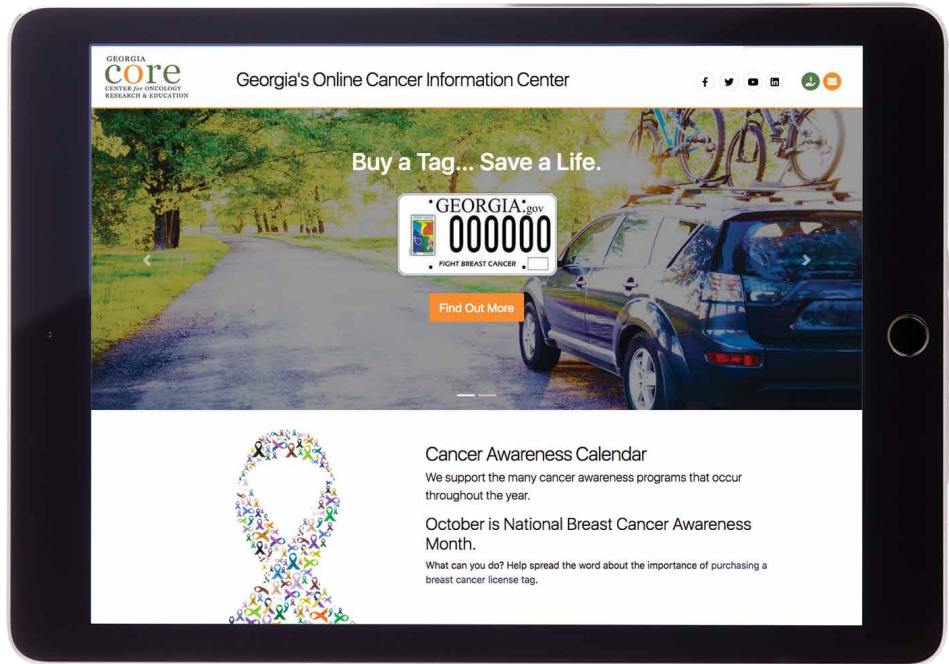 GEORGIA
core
CENTER for ONCOLOGY
RESEARCH & EDUCATION
Georgia's Online Cancer Information Center
Buy a Tag... Save a Life.
GEORGIA.gov
000000
FIGHT BREAST CANCER
Find Out More
Cancer Awareness Calendar
We support the many cancer awareness programs that occur
throughout the year.
October is National Breast Cancer Awareness
Month.
What can you do? Help spread the word about the importance of purchasing a
breast cancer license tag.